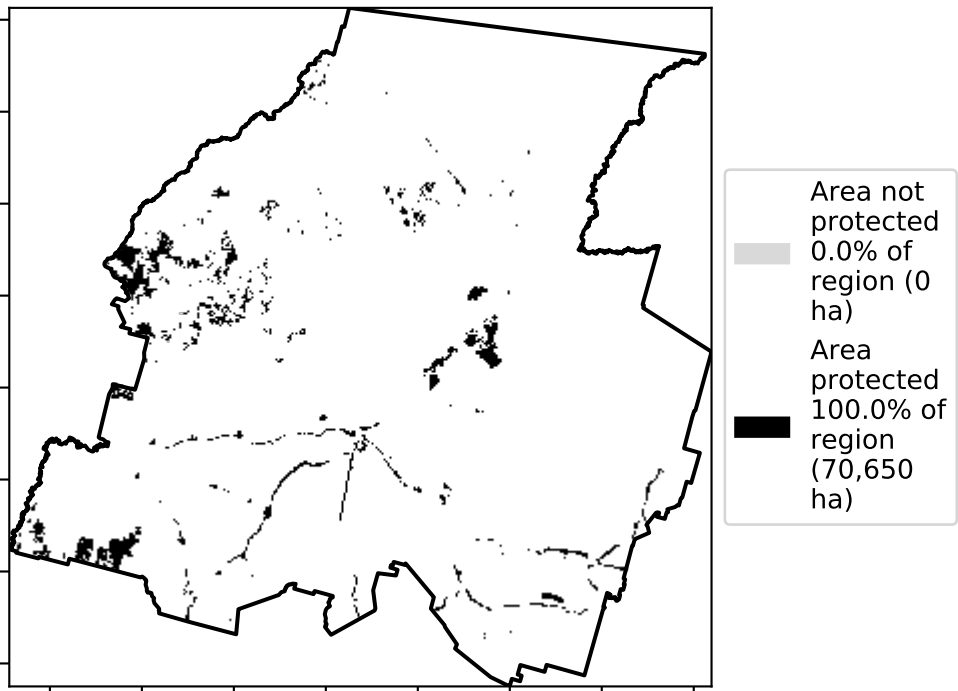 Area not
protected
0.0% of
region (0
ha)
Area
protected
100.0% of
region
(70,650
ha)